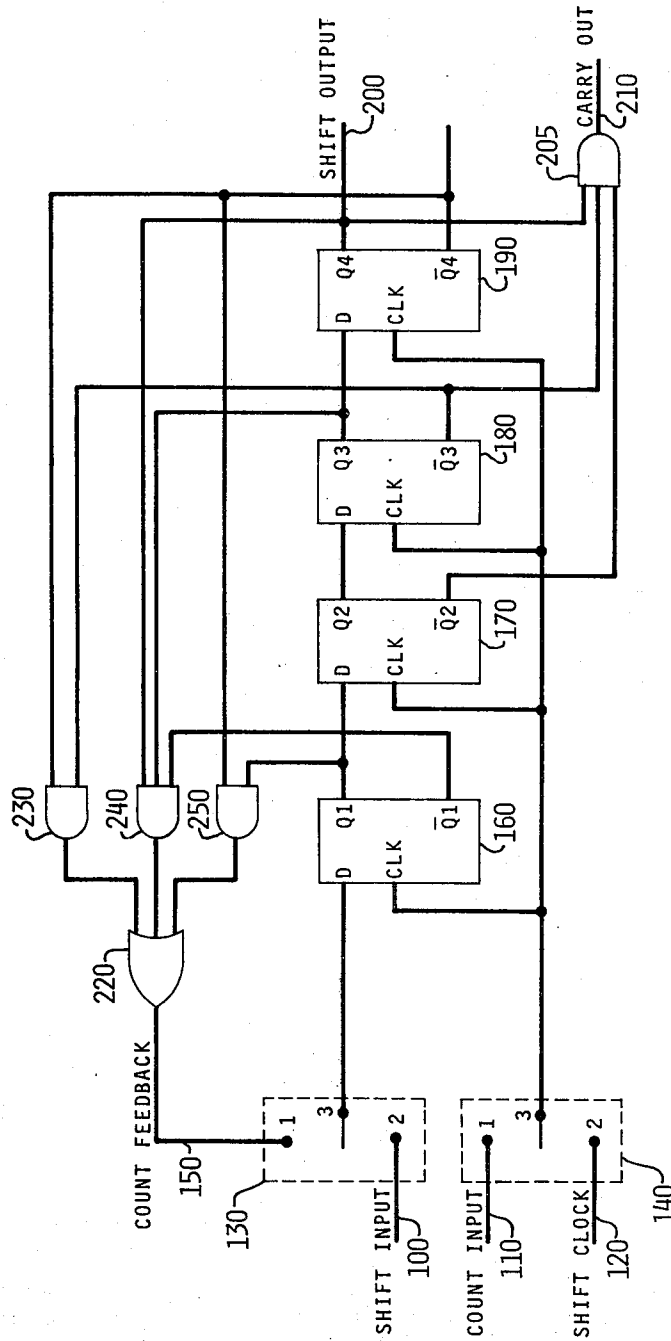 COUNT FEEDBACK
150
220
230
240
250
130
1
3
2
SHIFT INPUT
100
COUNT INPUT
110
SHIFT CLOCK
120
1
3
2
140
D
Q1
CLK
Q̅1
160
D
Q2
CLK
Q̅2
170
D
Q3
CLK
Q̅3
180
D
Q4
CLK
Q̅4
190
SHIFT OUTPUT
200
205
CARRY OUT
210